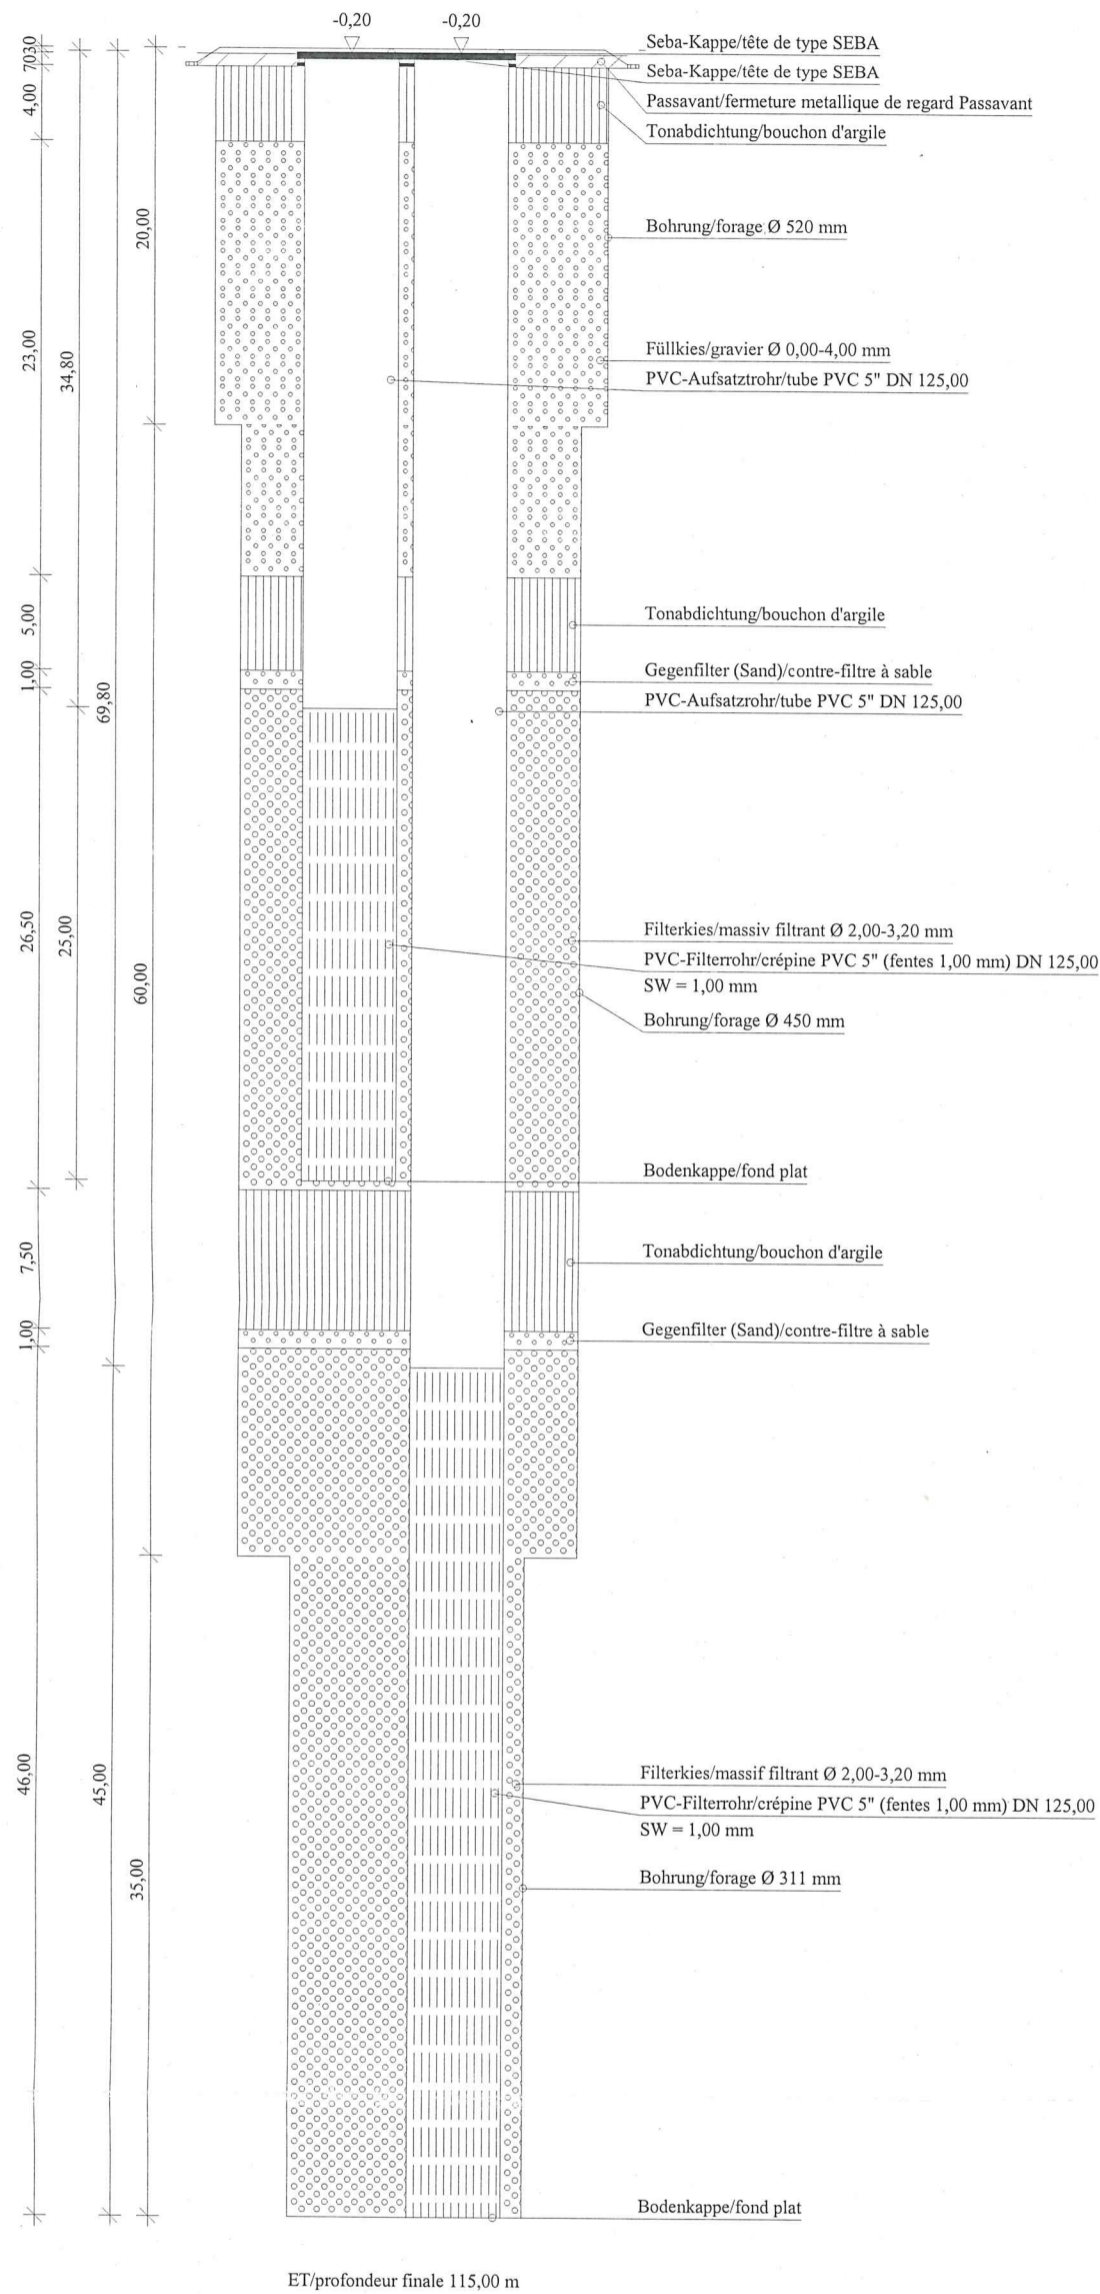 -0,20
-0,20
Seba-Kappe/tête de type SEBA
Seba-Kappe/tête de type SEBA
Passavant/fermeture metallique de regard Passavant
Tonabdichtung/bouchon d'argile
4,00
20,00
Bohrung/forage Ø 520 mm
23,00
34,80
Füllkies/gravier Ø 0,00-4,00 mm
PVC-Aufsatztrohr/tube PVC 5" DN 125,00
5,00
Tonabdichtung/bouchon d'argile
1,00
69,80
Gegenfilter (Sand)/contre-filtre à sable
PVC-Aufsatzrohr/tube PVC 5" DN 125,00
26,50
25,00
60,00
Filterkies/massiv filtrant Ø 2,00-3,20 mm
PVC-Filterrohr/crépine PVC 5" (fentes 1,00 mm) DN 125,00
SW = 1,00 mm
Bohrung/forage Ø 450 mm
Bodenkappe/fond plat
7,50
Tonabdichtung/bouchon d'argile
1,00
Gegenfilter (Sand)/contre-filtre à sable
46,00
45,00
35,00
Filterkies/massif filtrant Ø 2,00-3,20 mm
PVC-Filterrohr/crépine PVC 5" (fentes 1,00 mm) DN 125,00
SW = 1,00 mm
Bohrung/forage Ø 311 mm
Bodenkappe/fond plat
ET/profondeur finale 115,00 m